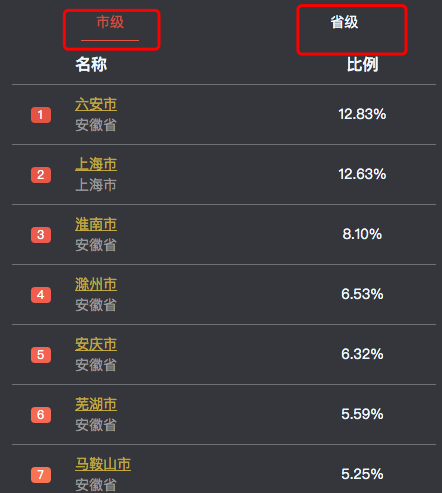 市级 省级
名称 比例
1 六安市 12.83%
安徽省
2 上海市 12.63%
上海市
3 淮南市 8.10%
安徽省
4 滁州市 6.53%
安徽省
5 安庆市 6.32%
安徽省
6 芜湖市 5.59%
安徽省
7 马鞍山市 5.25%
安徽省